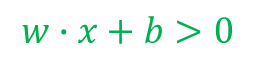 w · x + b > 0